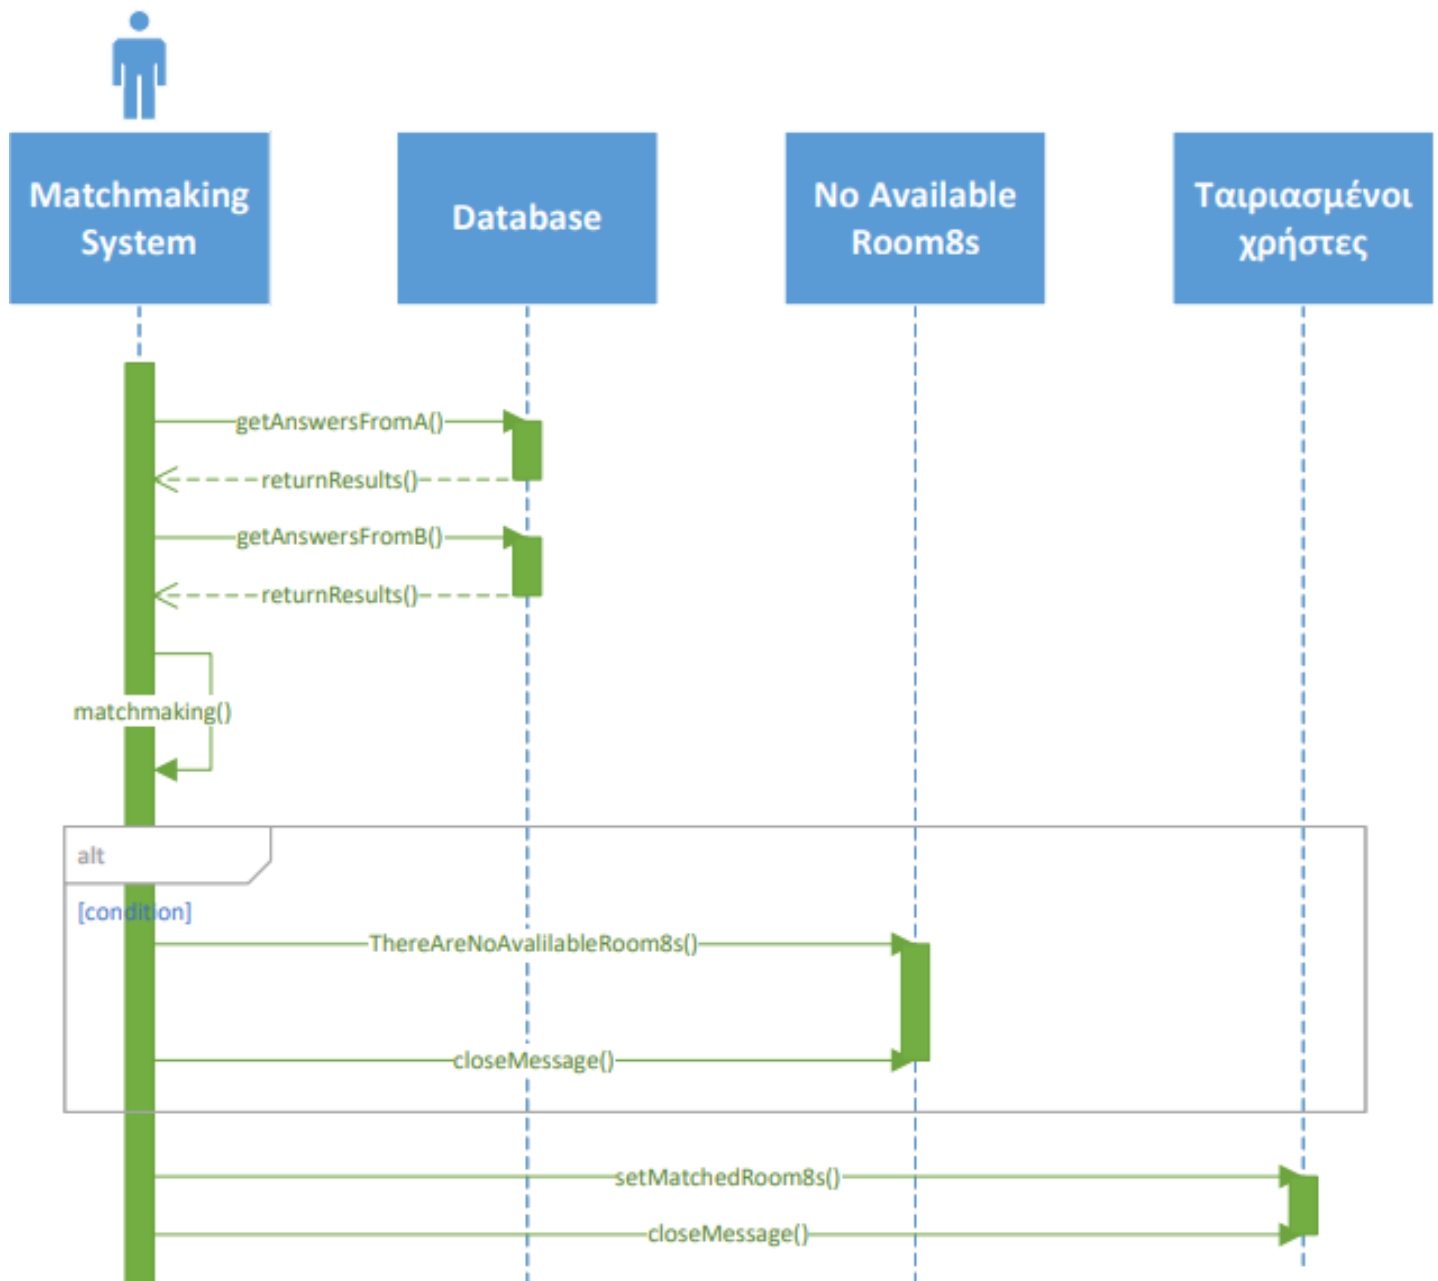 Matchmaking
System
Database
No Available
Room8s
Ταιριασμένοι
χρήστες
getAnswersFromA()
returnResults()
getAnswersFromB()
returnResults()
matchmaking()
alt
[condition]
ThereAreNoAvalilableRoom8s()
closeMessage()
setMatchedRoom8s()
closeMessage()